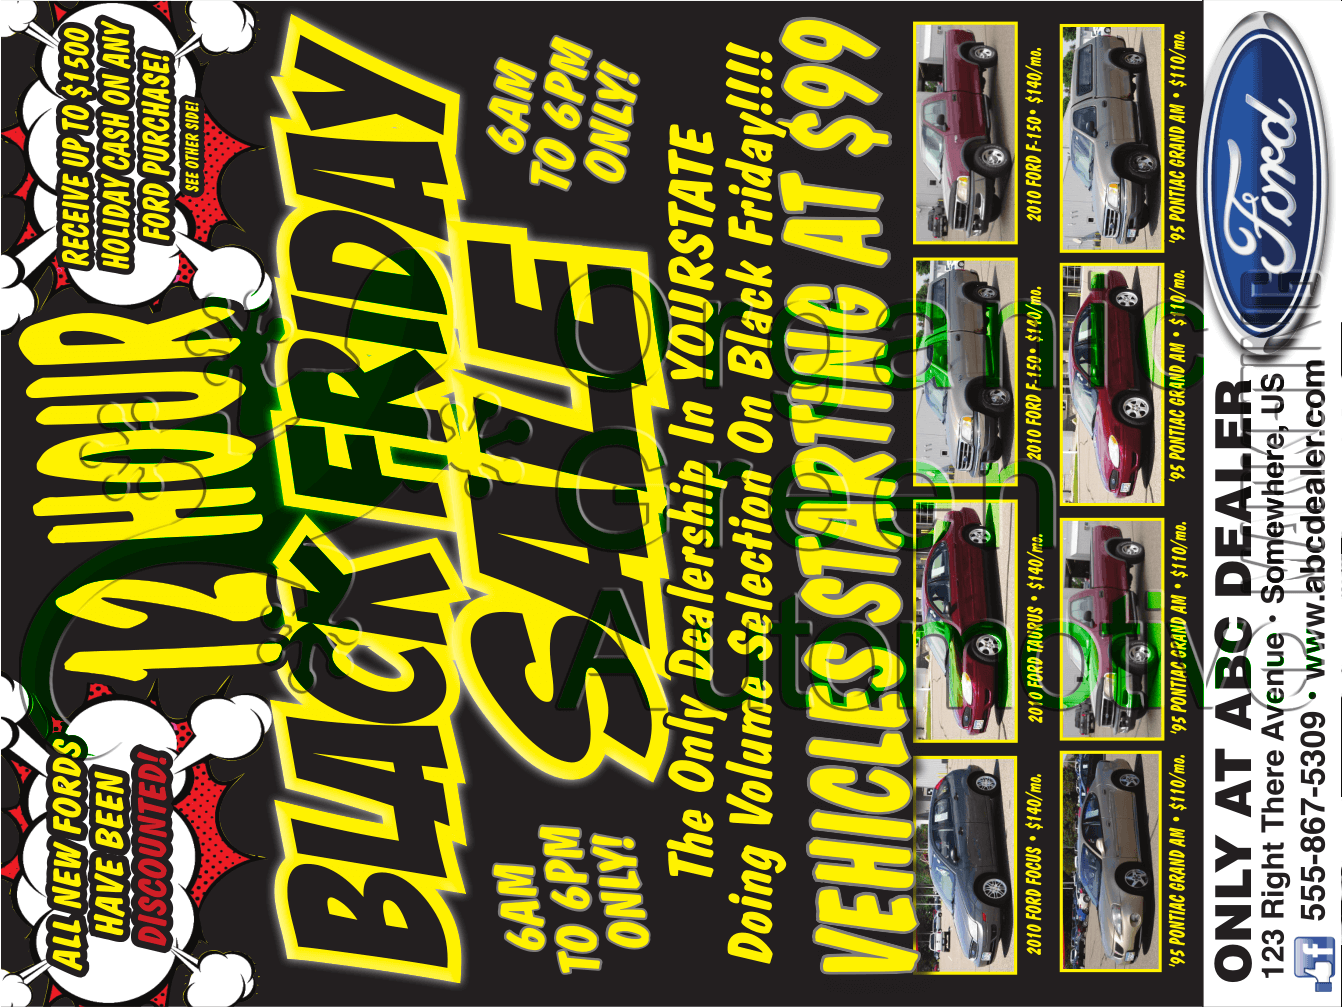 ALL NEW FORDS
HAVE BEEN
DISCOUNTED!
12 HOUR
RECEIVE UP TO $1500
HOLIDAY CASH ON ANY
FORD PURCHASE!
SEE OTHER SIDE!
BLACK FRIDAY
SALE
6AM
TO 6PM
ONLY!
6AM
TO 6PM
ONLY!
The Only Dealership In YOURSTATE
Doing Volume Selection On Black Friday!!!!
VEHICLES STARTING AT $99
2010 FORD FOCUS • $140/mo.
2010 FORD TAURUS • $140/mo.
2010 FORD F-150• $140/mo.
2010 FORD F-150 • $140/mo.
'95 PONTIAC GRAND AM • $110/mo.
'95 PONTIAC GRAND AM • $110/mo.
'95 PONTIAC GRAND AM • $110/mo.
'95 PONTIAC GRAND AM • $110/mo.
ONLY AT ABC DEALER
123 Right There Avenue • Somewhere, US
555-867-5309 • www.abcdealer.com
Ford
f
Organic
Green
Automotive